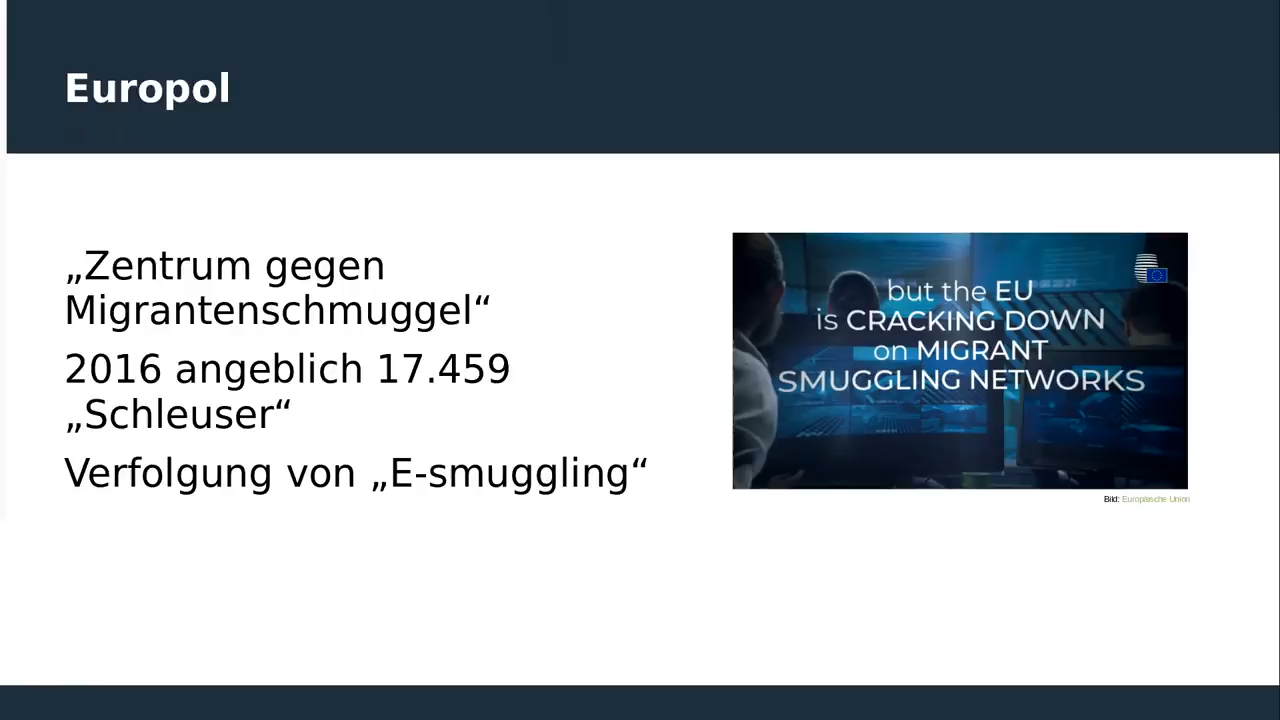 Europol
„Zentrum gegen
Migrantenschmuggel“
2016 angeblich 17.459
„Schleuser“
Verfolgung von „E-smuggling“
but the EU
is CRACKING DOWN
on MIGRANT
SMUGGLING NETWORKS
Bild: Europäische Union